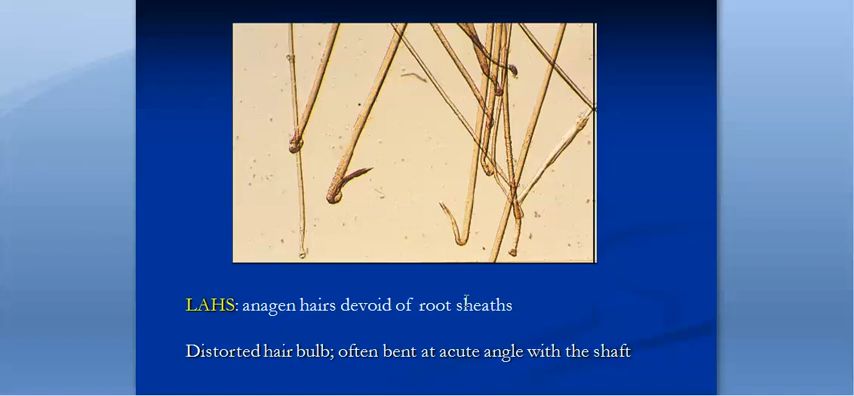 LAHS: anagen hairs devoid of root sheaths
Distorted hair bulb; often bent at acute angle with the shaft